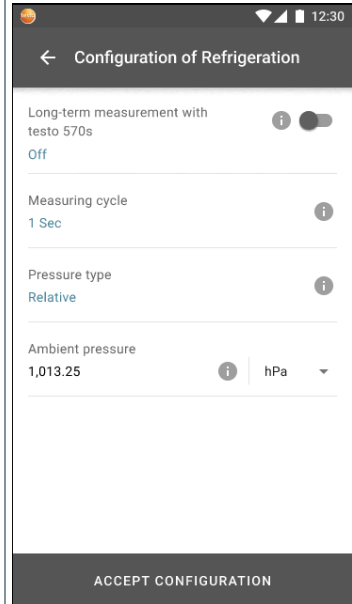 testo
12:30
Configuration of Refrigeration
Long-term measurement with
testo 570s
Off
Measuring cycle
1 Sec
Pressure type
Relative
Ambient pressure
1,013.25
hPa
ACCEPT CONFIGURATION